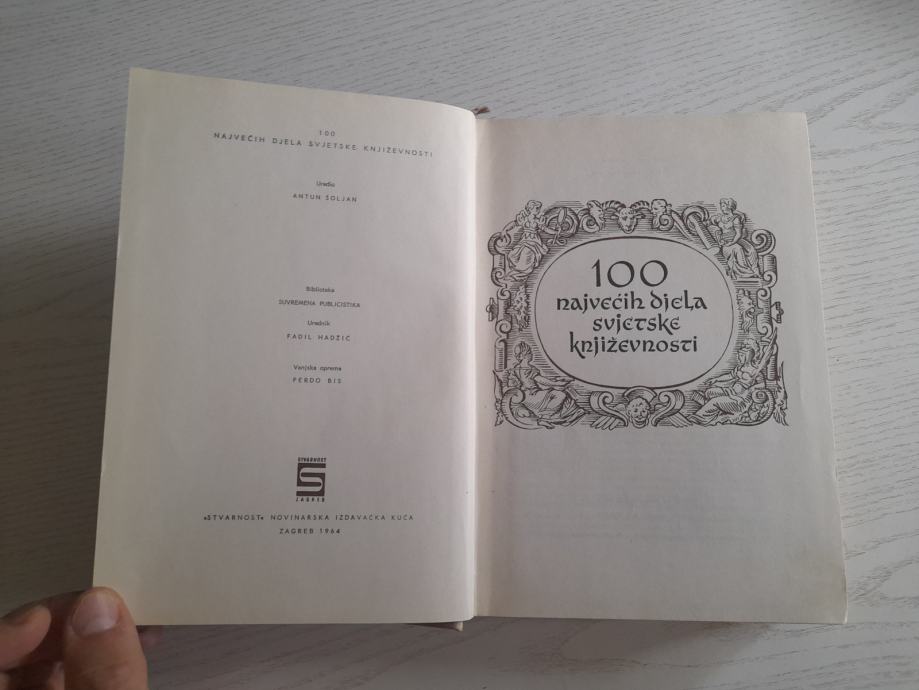 100
NAJVEĆIH DJELA SVJETSKE KNJIŽEVNOSTI
Uredio
ANTUN ŠOLJAN
Biblioteka
SUVREMENA PUBLICISTIKA
Urednik
FADIL HADŽIĆ
Vanjska oprema
FERDO BIS
STVARNOST
S
ZAGREB
»STVARNOST« NOVINARSKA IZDAVAČKA KUĆA
ZAGREB 1964
100
najvećih djela
svjetske
književnosti